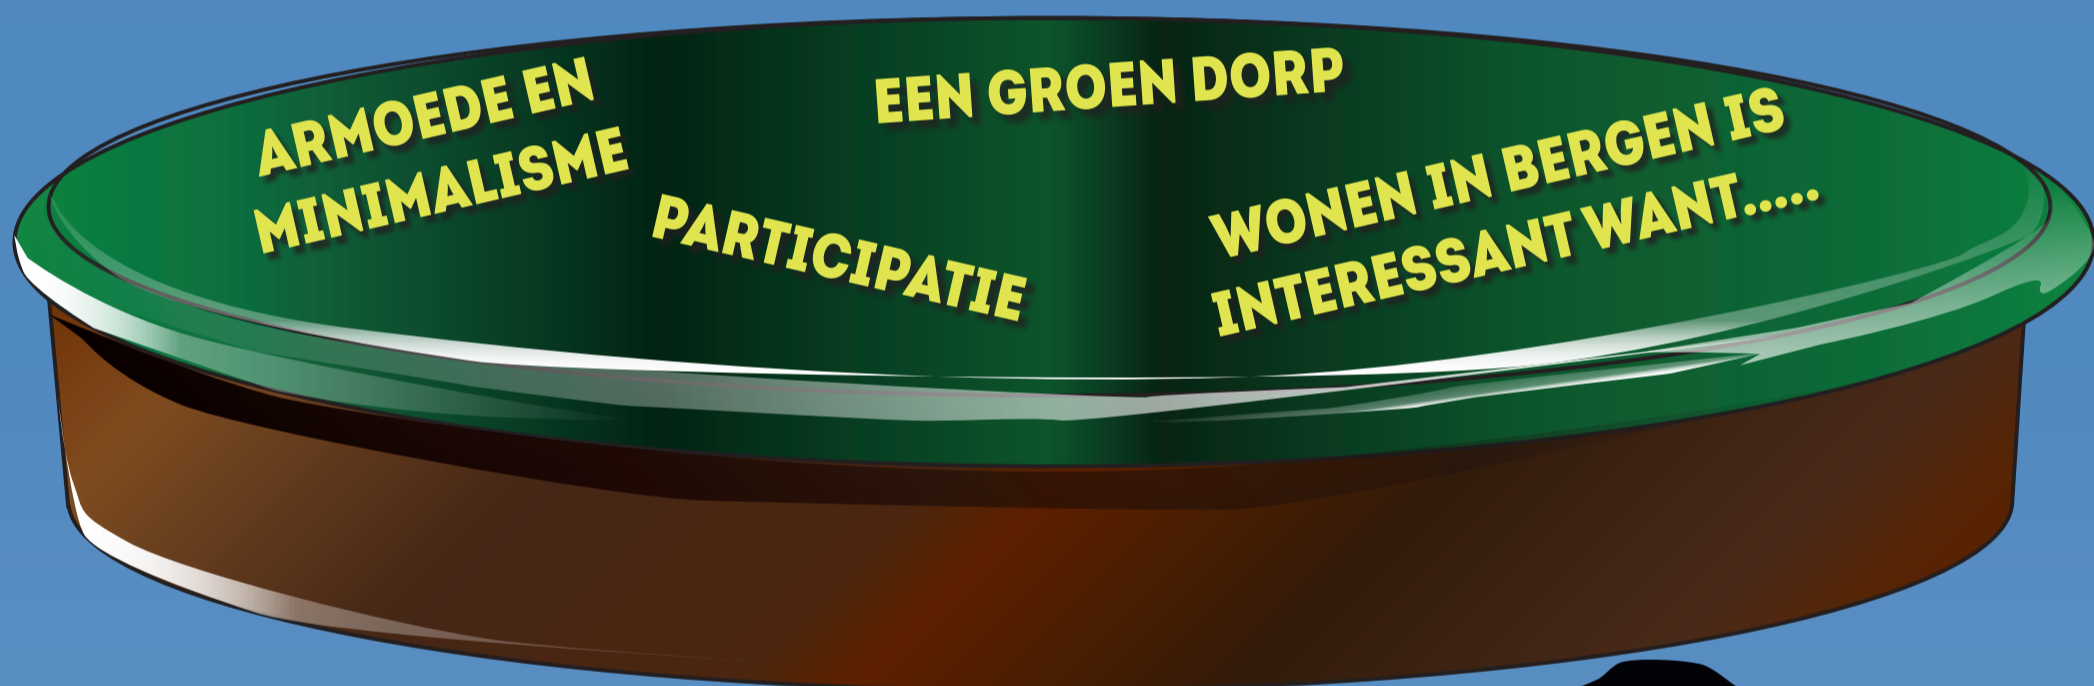 ARMOEDE EN
MINIMALISME
EEN GROEN DORP
PARTICIPATIE
WONEN IN BERGEN IS
INTERESSANT WANT.....